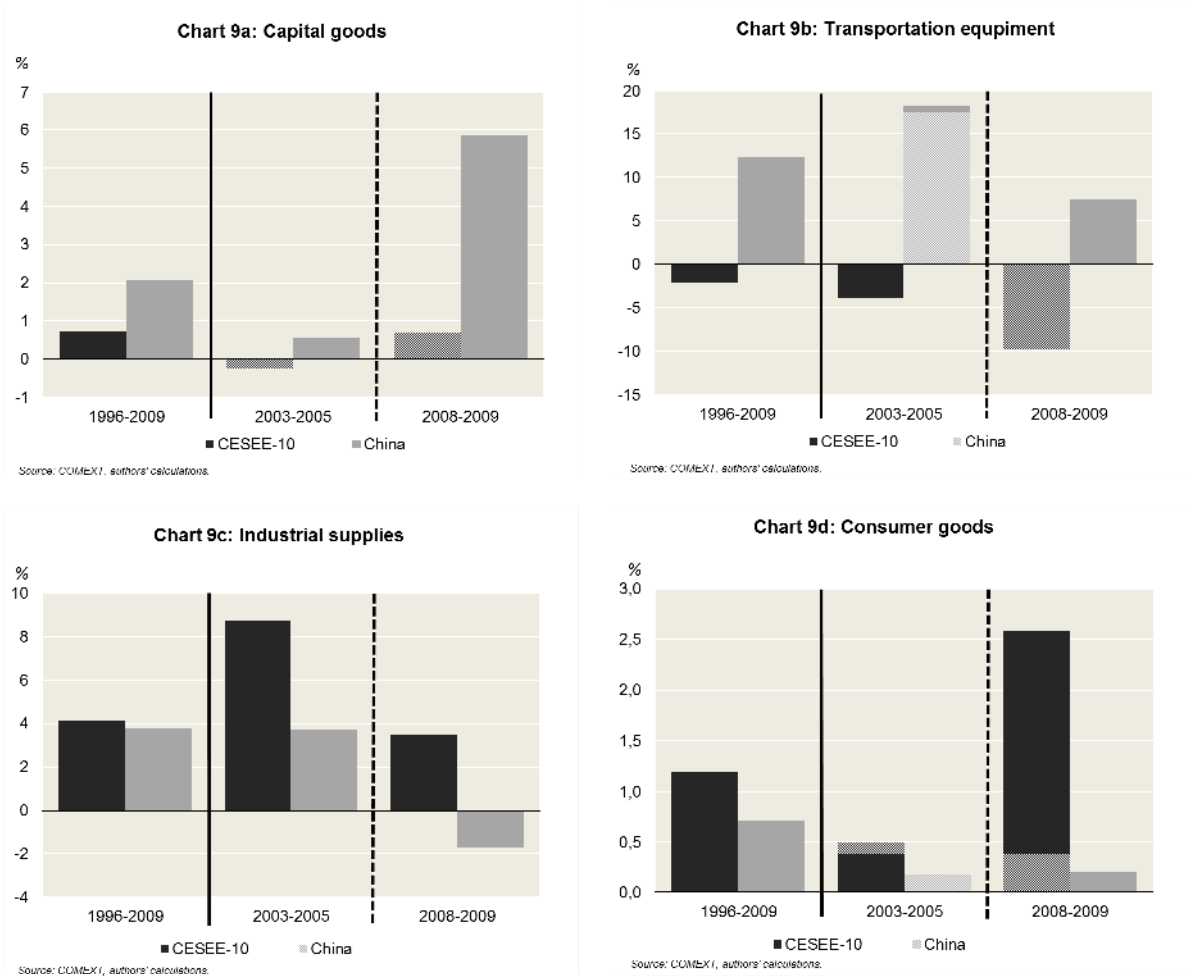 Chart 9a: Capital goods
%
7
6
5
4
3
2
1
0
-1
1996-2009 2003-2005 2008-2009
CESEE-10 China
Source: COMEXT, authors' calculations.
Chart 9b: Transportation equpiment
%
20
15
10
5
0
-5
-10
-15
1996-2009 2003-2005 2008-2009
CESEE-10 China
Source: COMEXT, authors' calculations.
Chart 9c: Industrial supplies
%
10
8
6
4
2
0
-2
-4
1996-2009 2003-2005 2008-2009
CESEE-10 China
Source: COMEXT, authors' calculations.
Chart 9d: Consumer goods
%
3,0
2,5
2,0
1,5
1,0
0,5
0,0
1996-2009 2003-2005 2008-2009
CESEE-10 China
Source: COMEXT, authors' calculations.